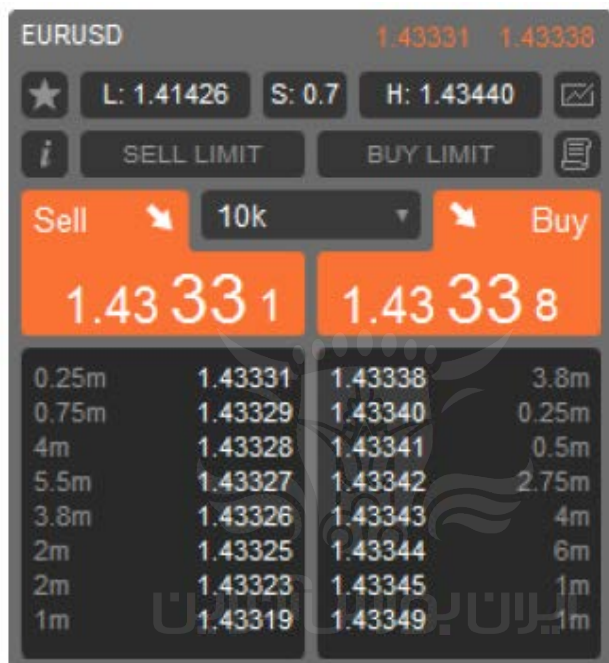 EURUSD 1.43331 1.43338
L: 1.41426 S: 0.7 H: 1.43440
i SELL LIMIT BUY LIMIT
Sell 10k Buy
1.43 33 1 1.43 33 8
0.25m 1.43331 1.43338 3.8m
0.75m 1.43329 1.43340 0.25m
4m 1.43328 1.43341 0.5m
5.5m 1.43327 1.43342 2.75m
3.8m 1.43326 1.43343 4m
2m 1.43325 1.43344 6m
2m 1.43323 1.43345 1m
1m 1.43319 1.43349 1m
ایران بورس آنلاین